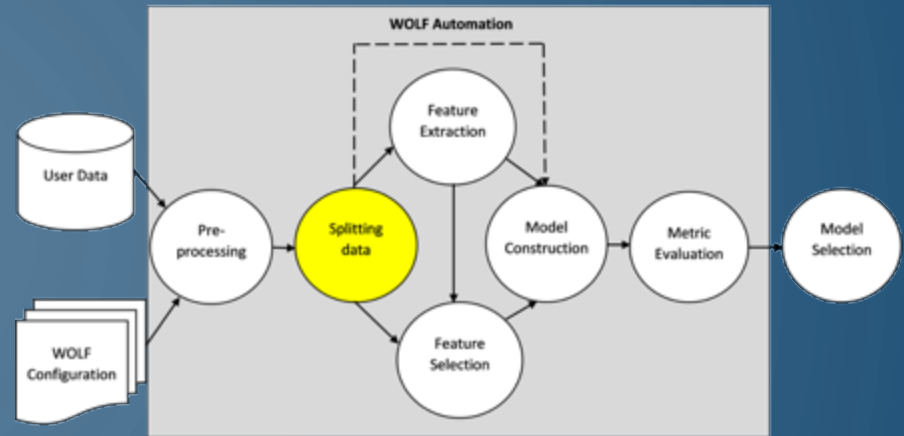 WOLF Automation
Feature
Extraction
User Data
Pre-
processing
Splitting
data
Model
Construction
Metric
Evaluation
Model
Selection
WOLF
Configuration
Feature
Selection